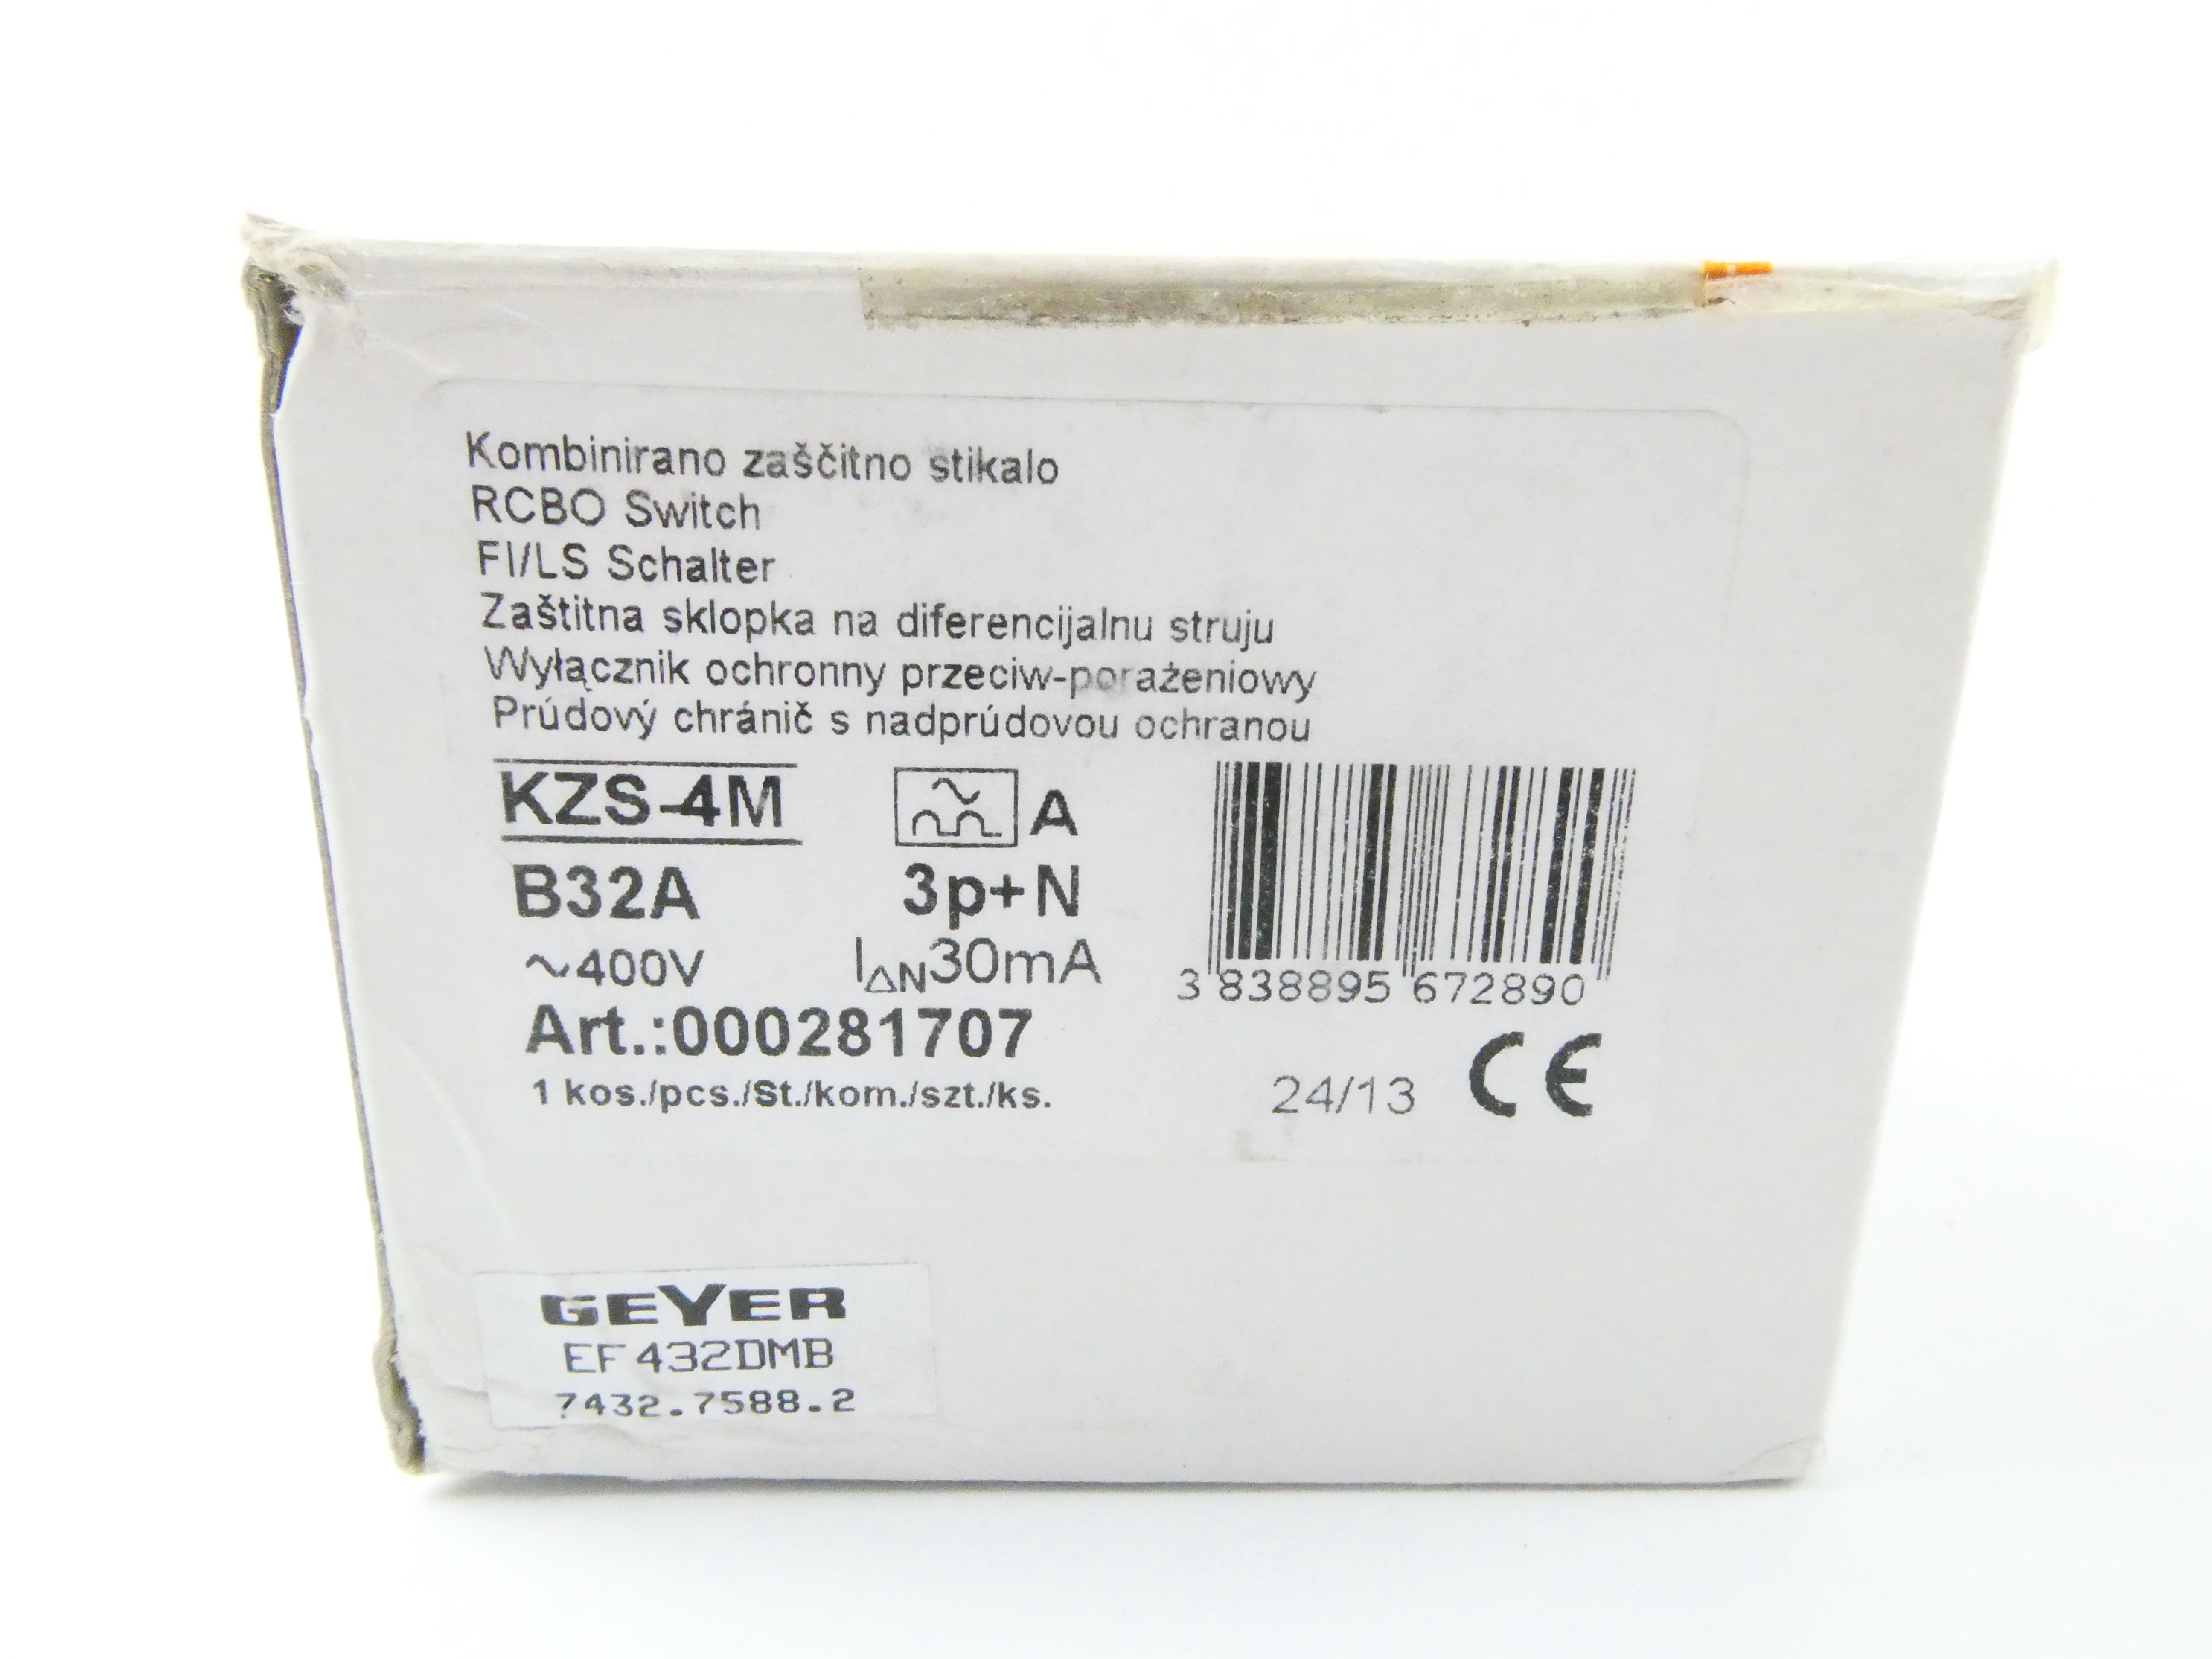 Kombinirano zaščitno stikalo
RCBO Switch
FI/LS Schalter
Zaštitna sklopka na diferencijalnu struju
Wyłącznik ochronny przeciw-porażeniowy
Prúdový chránič s nadprúdovou ochranou
KZS-4M A
B32A 3p+N
~400V IΔN30mA
3 838895 672890
Art.:000281707
1 kos./pcs./St./kom./szt./ks.
24/13 CE
GEYER
EF432DMB
7432.7588.2